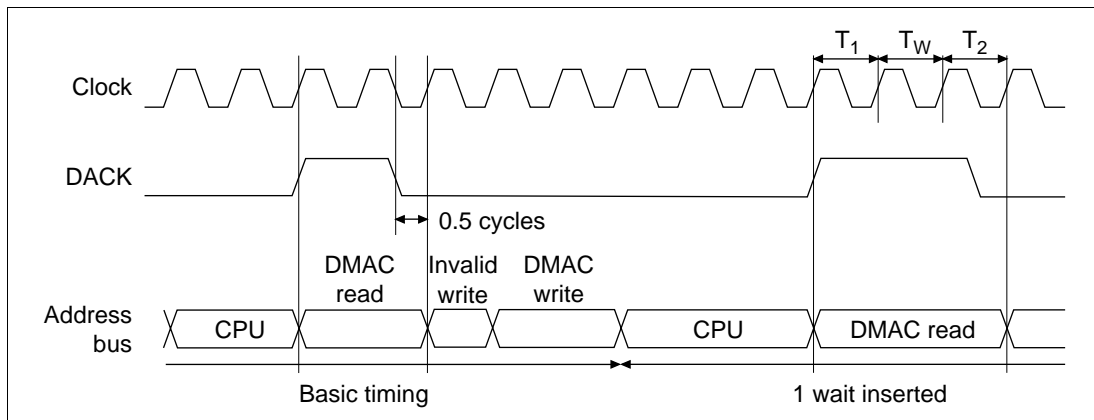 T1 TW T2
Clock
DACK
0.5 cycles
DMAC read
Invalid write
DMAC write
Address bus
CPU
CPU
DMAC read
Basic timing
1 wait inserted